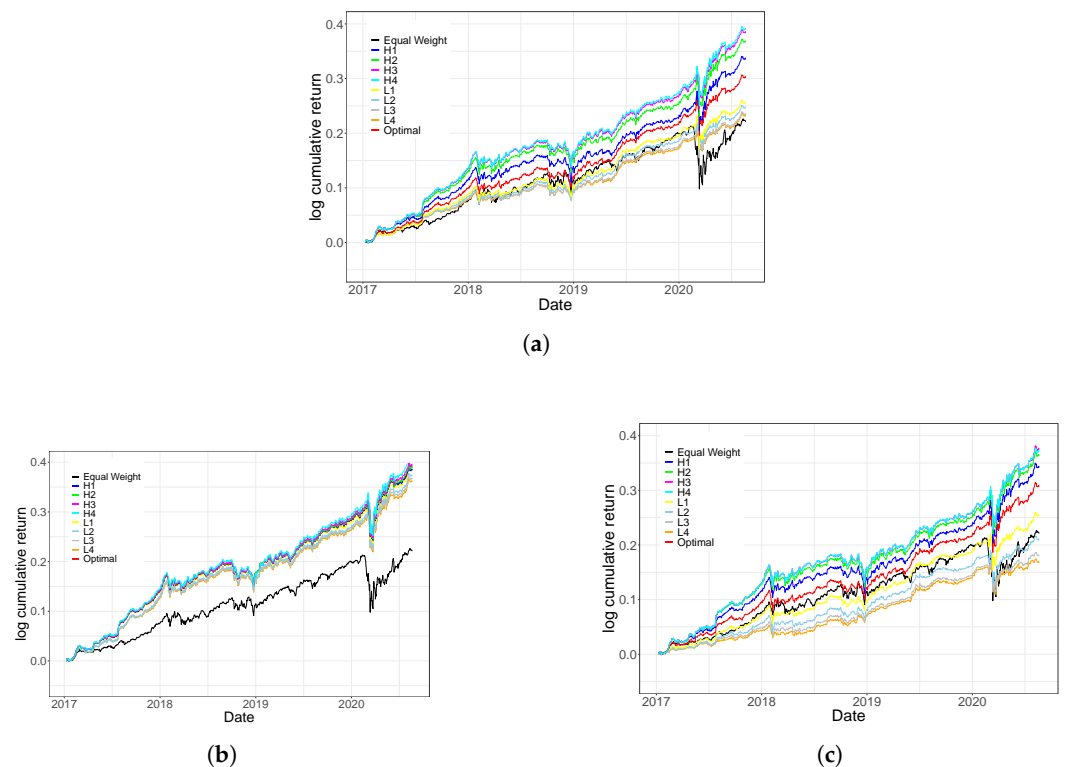 0.4
0.3
0.2
0.1
0.0
log cumulative return
Equal Weight
H1
H2
H3
H4
L1
L2
L3
L4
Optimal
2017 2018 2019 2020
Date
(a)
0.4
0.3
0.2
0.1
0.0
log cumulative return
Equal Weight
H1
H2
H3
H4
L1
L2
L3
L4
Optimal
2017 2018 2019 2020
Date
(b)
0.4
0.3
0.2
0.1
0.0
log cumulative return
Equal Weight
H1
H2
H3
H4
L1
L2
L3
L4
Optimal
2017 2018 2019 2020
Date
(c)